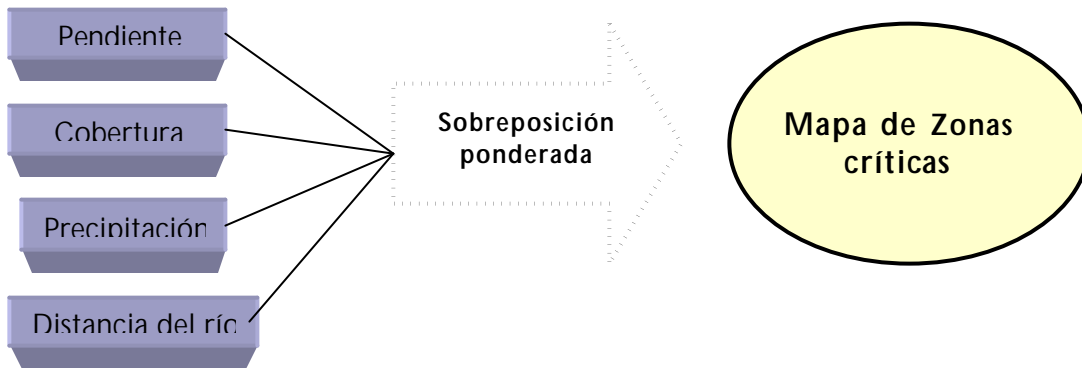 Pendiente
Cobertura
Precipitación
Distancia del río
Sobreposición
ponderada
Mapa de Zonas
críticas